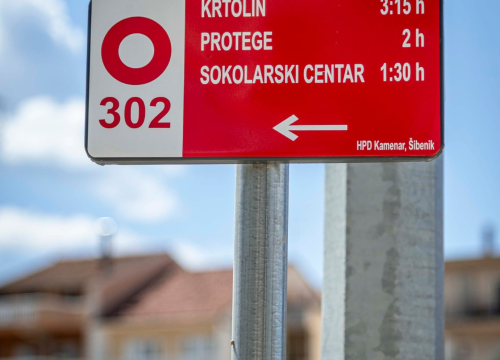 KRTOLIN 3:15 h
PROTEGE 2 h
SOKOLARSKI CENTAR 1:30 h
302
HPD Kamenar, Šibenik